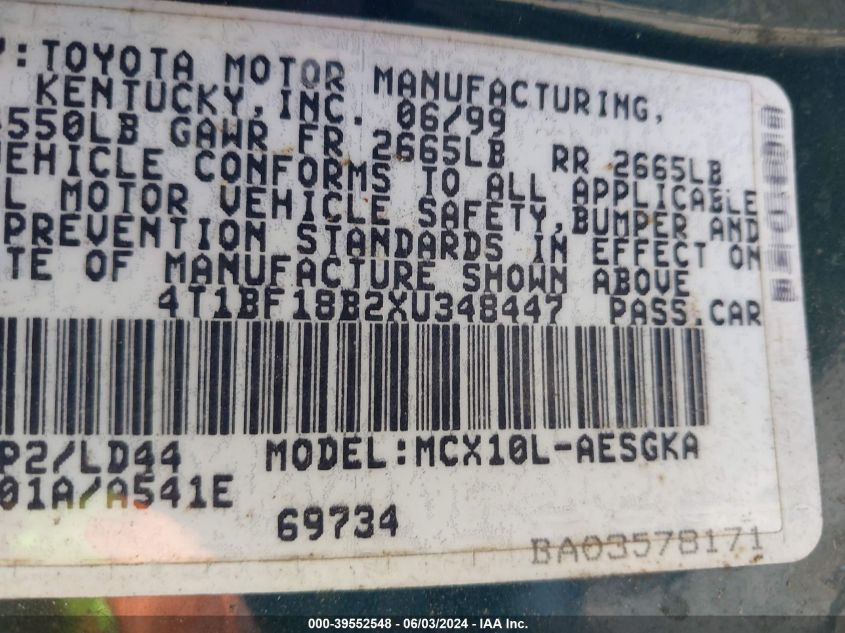 Y:TOYOTA MOTOR MANUFACTURING,
KENTUCKY,INC. 06/99
550LB GAWR FR 2665LB RR 2665LB
VEHICLE CONFORMS TO ALL APPLICABLE
L MOTOR VEHICLE SAFETY,BUMPER AND
PREVENTION STANDARDS IN EFFECT ON
TE OF MANUFACTURE SHOWN ABOVE
4T1BF18B2XU348447 PASS.CAR
P2/LD44 MODEL:MCX10L-AESGKA
01A/A541E
69734
BA03578171
000-39552548 - 06/03/2024 - IAA Inc.